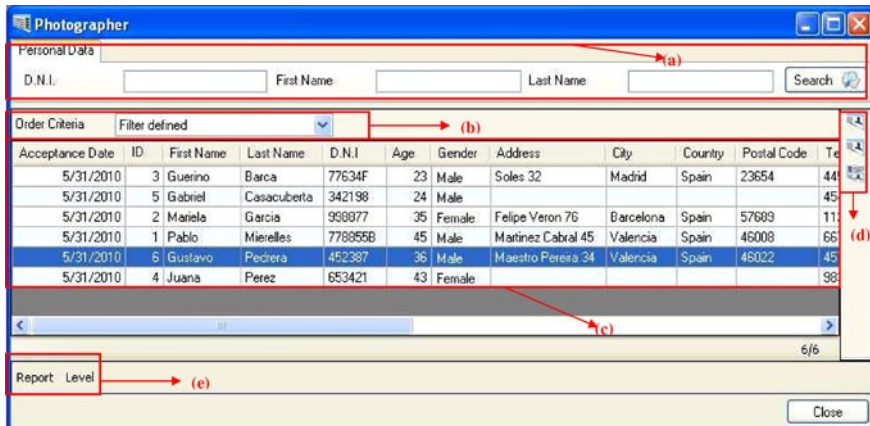 Photographer
Personal Data
(a)
D.N.I. First Name Last Name Search
Order Criteria Filter defined (b)
Acceptance Date ID First Name Last Name D.N.I Age Gender Address City Country Postal Code Te
5/31/2010 3 Guerino Barca 77634F 23 Male Soles 32 Madrid Spain 23654
5/31/2010 5 Gabriel Casacuberta 342198 24 Male
5/31/2010 2 Mariela Garcia 998877 35 Female Felipe Veron 76 Barcelona Spain 57689
5/31/2010 1 Pablo Mierelles 778855B 45 Male Martinez Cabral 45 Valencia Spain 46008
(d)
5/31/2010 6 Gustavo Pedrera 452387 36 Male Maestro Pereira 34 Valencia Spain 46022
5/31/2010 4 Juana Perez 653421 43 Female
(c)
6/6
Report Level (e)
Close